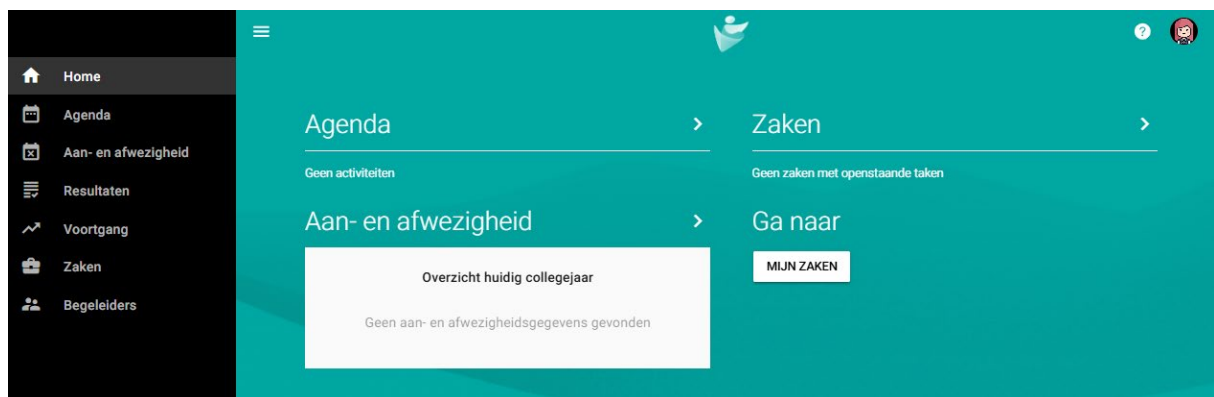 Home
Agenda
Aan- en afwezigheid
Resultaten
Voortgang
Zaken
Begeleiders
?
Agenda
Geen activiteiten
Aan- en afwezigheid
Overzicht huidig collegejaar
Geen aan- en afwezigheidsgegevens gevonden
Zaken
Geen zaken met openstaande taken
Ga naar
MIJN ZAKEN